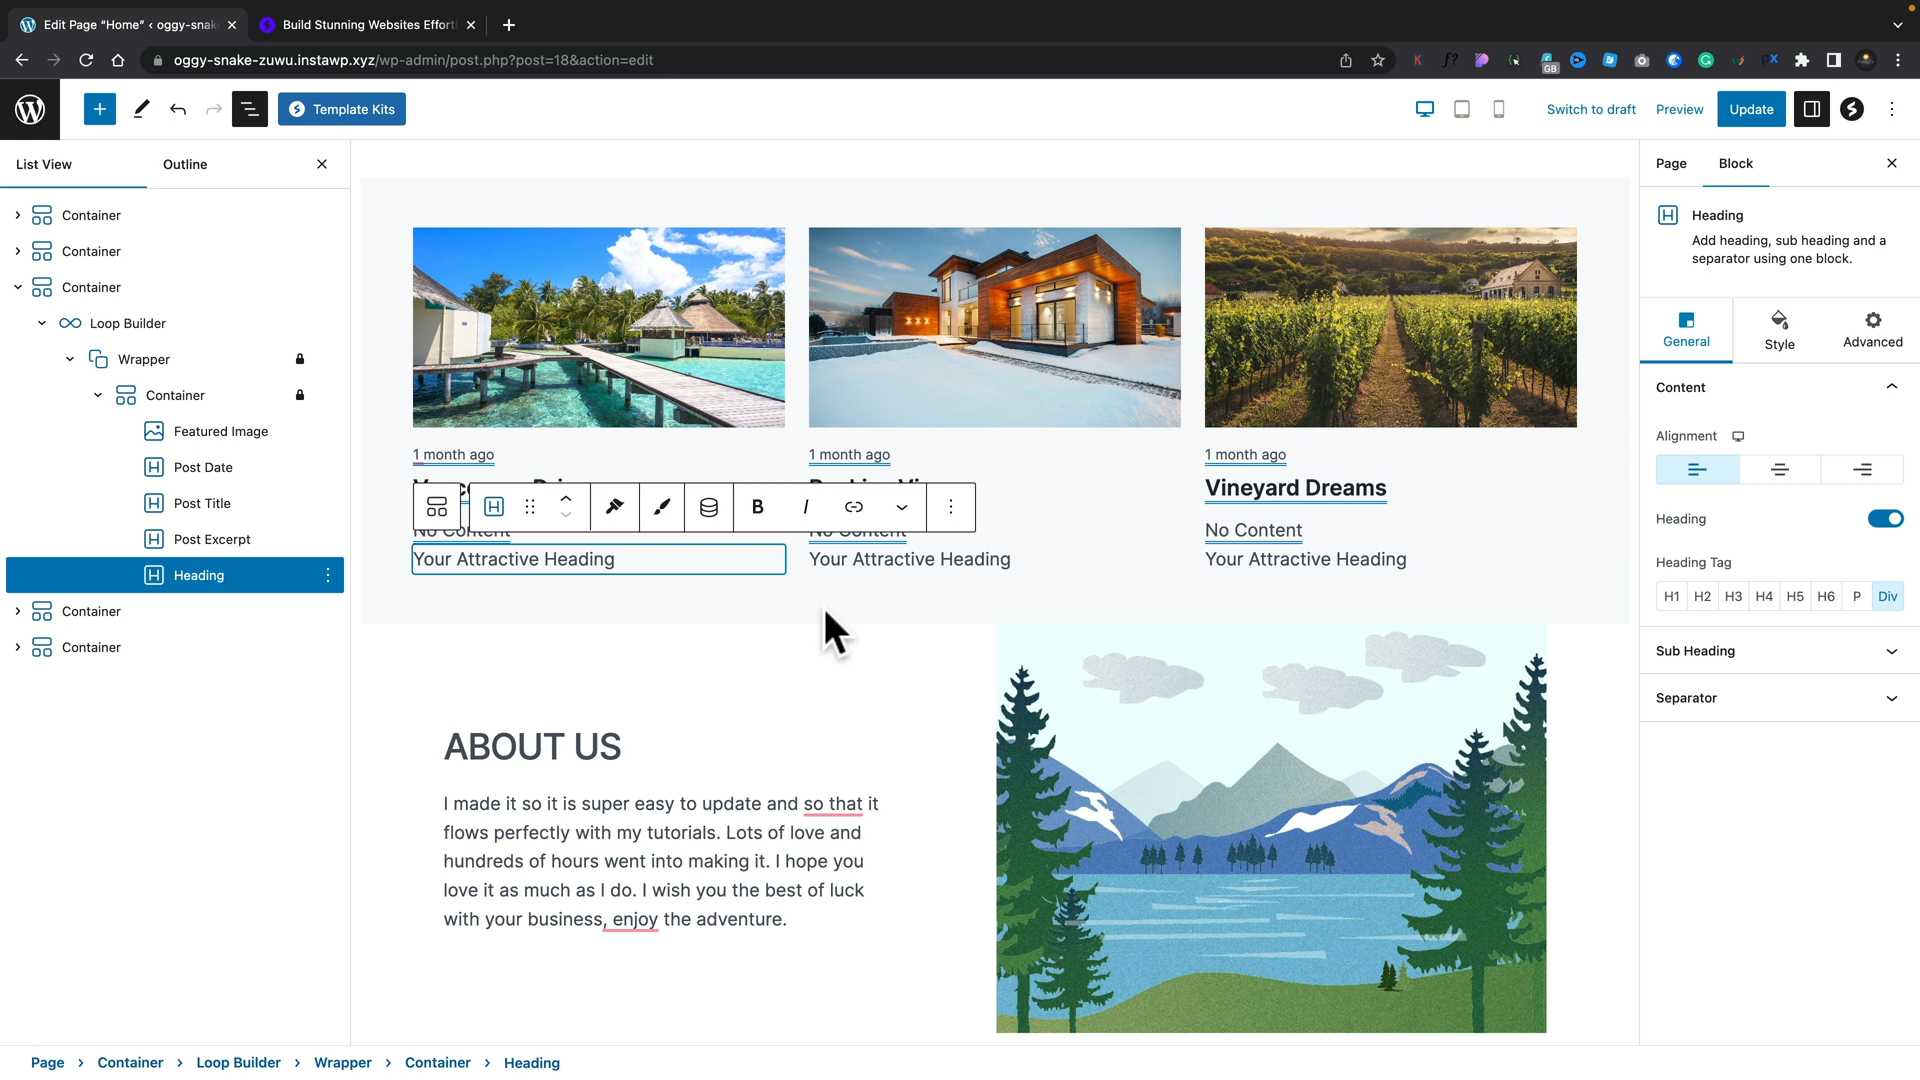 Edit Page “Home” ‹ oggy-snak
Build Stunning Websites Effort
oggy-snake-zuwu.instawp.xyz/wp-admin/post.php?post=18&action=edit
GB
Template Kits
Switch to draft
Preview
Update
List View
Outline
Container
Container
Container
Loop Builder
Wrapper
Container
Featured Image
Post Date
Post Title
Post Excerpt
Heading
Container
Container
1 month ago
1 month ago
1 month ago
Vineyard Dreams
B I
No Content
No Content
No Content
Your Attractive Heading
Your Attractive Heading
Your Attractive Heading
ABOUT US
I made it so it is super easy to update and so that it
flows perfectly with my tutorials. Lots of love and
hundreds of hours went into making it. I hope you
love it as much as I do. I wish you the best of luck
with your business, enjoy the adventure.
Page
Block
Heading
Add heading, sub heading and a
separator using one block.
General
Style
Advanced
Content
Alignment
Heading
Heading Tag
H1 H2 H3 H4 H5 H6 P Div
Sub Heading
Separator
Page › Container › Loop Builder › Wrapper › Container › Heading